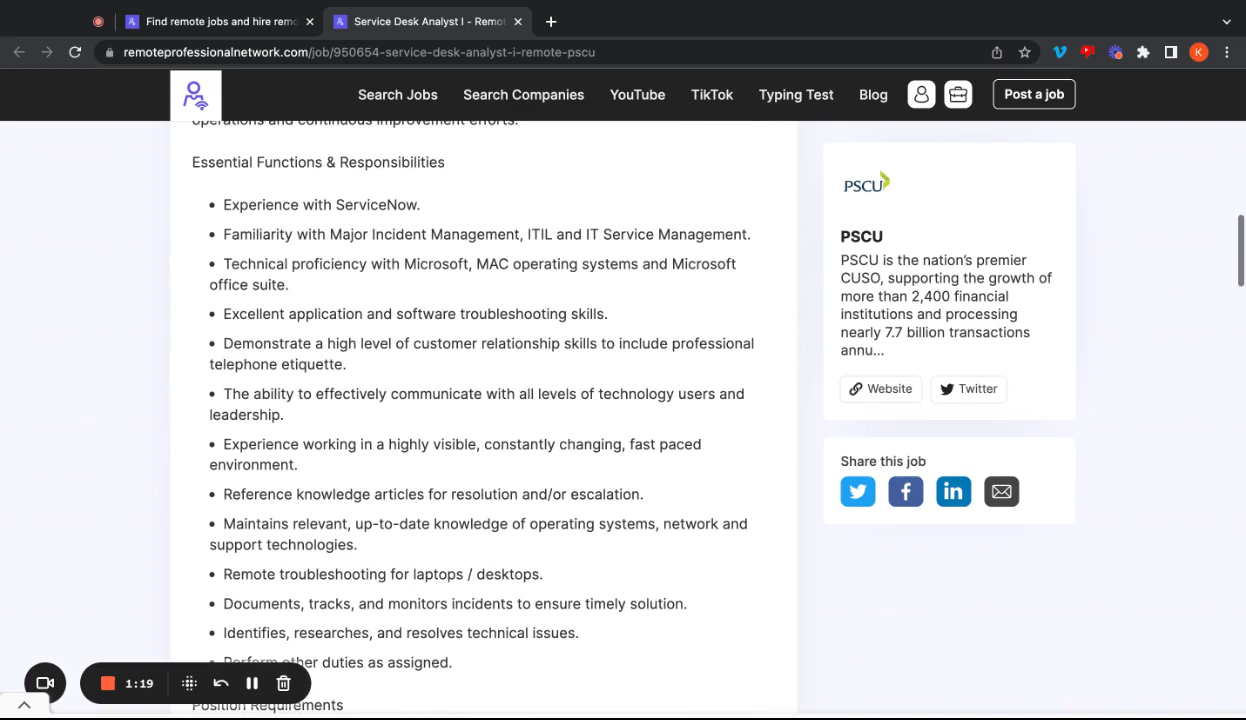 Find remote jobs and hire remo
Service Desk Analyst I - Remot
remoteprofessionalnetwork.com/job/950654-service-desk-analyst-i-remote-pscu
K
Search Jobs
Search Companies
YouTube
TikTok
Typing Test
Blog
Post a job
operations and continuous improvement efforts.
Essential Functions & Responsibilities
• Experience with ServiceNow.
• Familiarity with Major Incident Management, ITIL and IT Service Management.
• Technical proficiency with Microsoft, MAC operating systems and Microsoft
office suite.
• Excellent application and software troubleshooting skills.
• Demonstrate a high level of customer relationship skills to include professional
telephone etiquette.
• The ability to effectively communicate with all levels of technology users and
leadership.
• Experience working in a highly visible, constantly changing, fast paced
environment.
• Reference knowledge articles for resolution and/or escalation.
• Maintains relevant, up-to-date knowledge of operating systems, network and
support technologies.
• Remote troubleshooting for laptops / desktops.
• Documents, tracks, and monitors incidents to ensure timely solution.
• Identifies, researches, and resolves technical issues.
• Perform other duties as assigned.
Position Requirements
1:19
PSCU
PSCU
PSCU is the nation's premier
CUSO, supporting the growth of
more than 2,400 financial
institutions and processing
nearly 7.7 billion transactions
annu...
Website
Twitter
Share this job